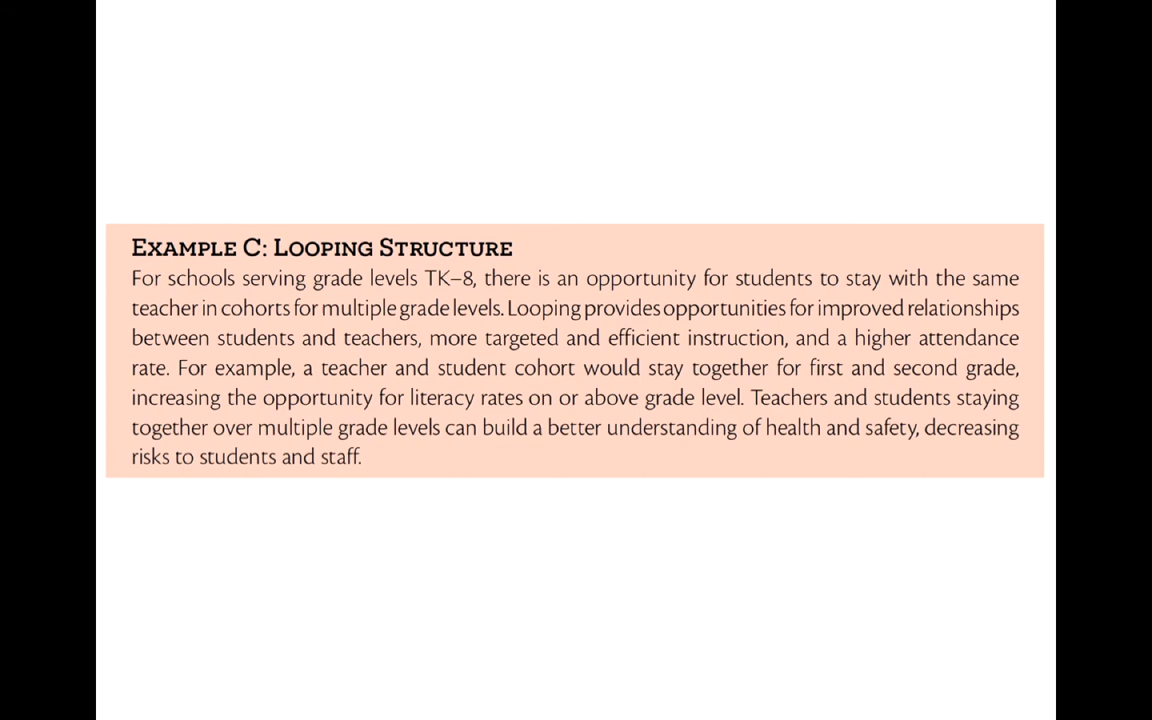 EXAMPLE C: LOOPING STRUCTURE
For schools serving grade levels TK–8, there is an opportunity for students to stay with the same
teacher in cohorts for multiple grade levels. Looping provides opportunities for improved relationships
between students and teachers, more targeted and efficient instruction, and a higher attendance
rate. For example, a teacher and student cohort would stay together for first and second grade,
increasing the opportunity for literacy rates on or above grade level. Teachers and students staying
together over multiple grade levels can build a better understanding of health and safety, decreasing
risks to students and staff.